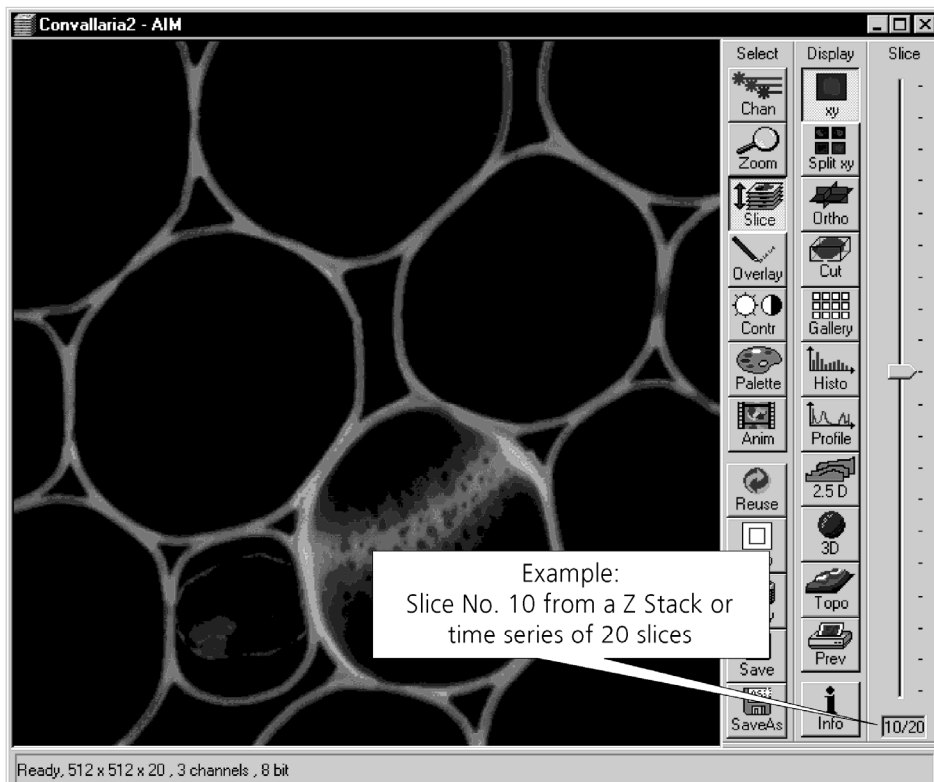 Convallaria2 - AIM
Select
Chan
Zoom
Slice
Overlay
Contr
Palette
Anim
Reuse
Save
SaveAs
Display
xy
Split xy
Ortho
Cut
Gallery
Histo
Profile
2.5 D
3D
Topo
Prev
Info
Slice
10/20
Example:
Slice No. 10 from a Z Stack or
time series of 20 slices
Ready, 512 x 512 x 20 , 3 channels , 8 bit